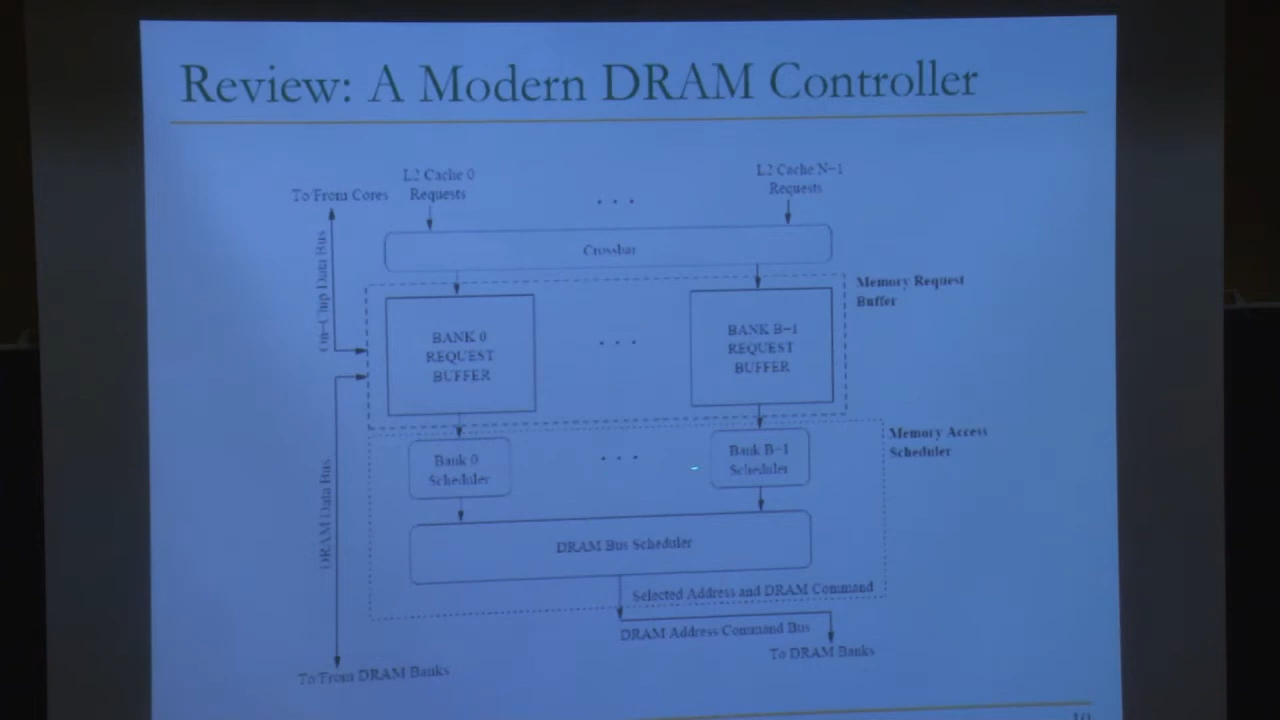 Review: A Modern DRAM Controller
L2 Cache 0
Requests
L2 Cache N−1
Requests
To/From Cores
. . .
Crossbar
On−Chip Data Bus
Memory Request
Buffer
BANK 0
REQUEST
BUFFER
. . .
BANK B−1
REQUEST
BUFFER
Memory Access
Scheduler
Bank 0
Scheduler
. . .
Bank B−1
Scheduler
DRAM Data Bus
DRAM Bus Scheduler
Selected Address and DRAM Command
DRAM Address/Command Bus
To DRAM Banks
To/From DRAM Banks
10